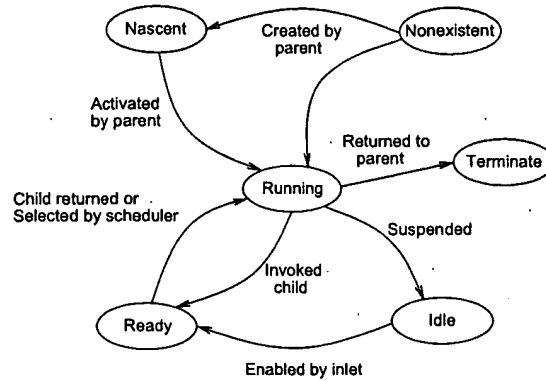 Nascent
Created by
parent
Nonexistent
Activated
by parent
Returned to
parent
Terminate
Running
Child returned or
Selected by scheduler
Suspended
Invoked
child
Ready
Idle
Enabled by inlet